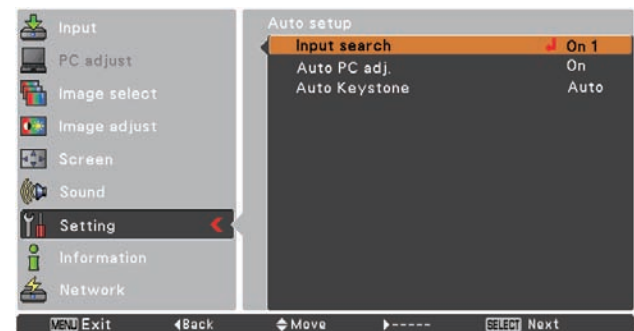 Input
PC adjust
Image select
Image adjust
Screen
Sound
Setting
Information
Network
Auto setup
Input search On 1
Auto PC adj. On
Auto Keystone Auto
MENU Exit ◀Back Move ▶----- SELECT Next